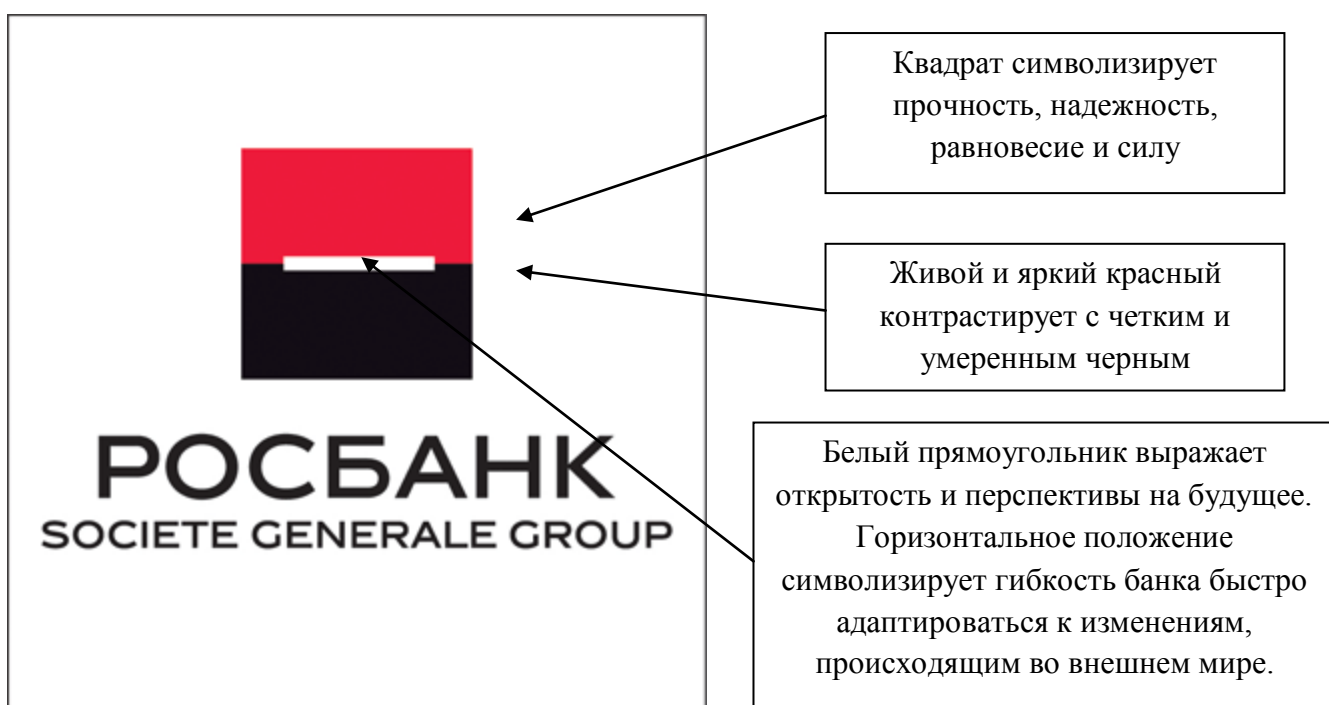 РОСБАНК
SOCIETE GENERALE GROUP
Квадрат символизирует
прочность, надежность,
равновесие и силу
Живой и яркий красный
контрастирует с четким и
умеренным черным
Белый прямоугольник выражает
открытость и перспективы на будущее.
Горизонтальное положение
символизирует гибкость банка быстро
адаптироваться к изменениям,
происходящим во внешнем мире.